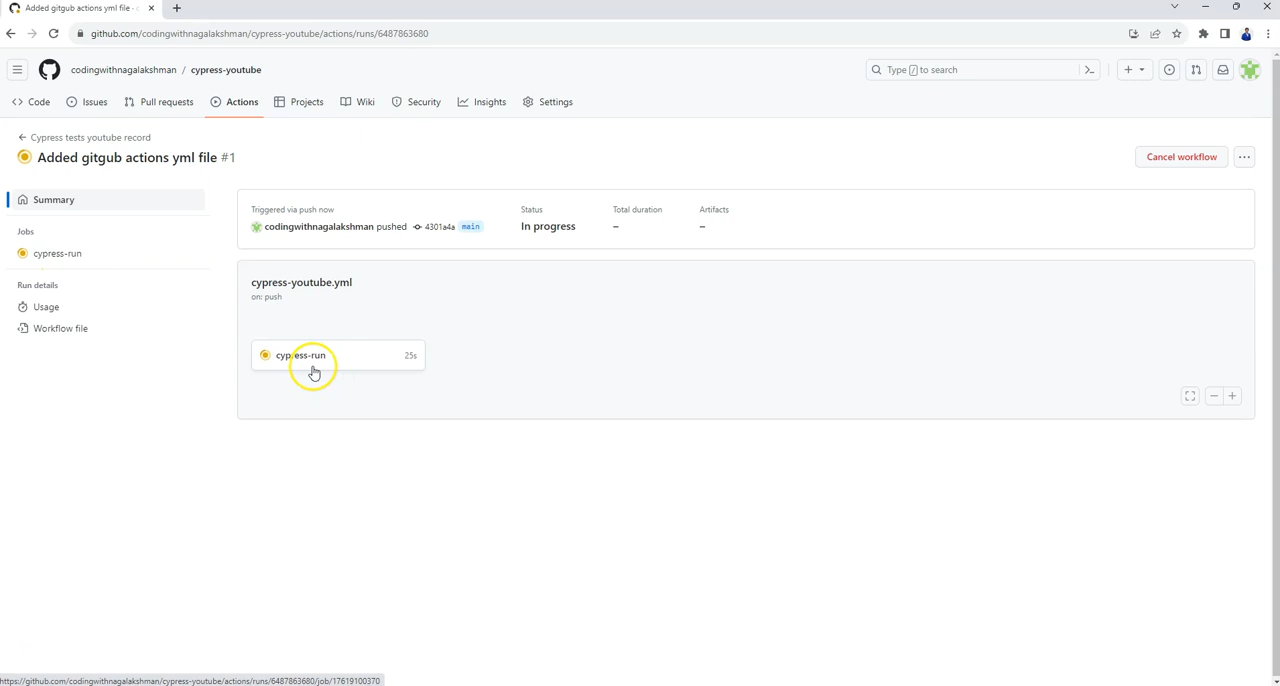 Added gitgub actions yml file · c
github.com/codingwithnagalakshman/cypress-youtube/actions/runs/6487863680
codingwithnagalakshman / cypress-youtube
Type / to search
Code Issues Pull requests Actions Projects Wiki Security Insights Settings
Cypress tests youtube record
Added gitgub actions yml file #1
Cancel workflow
Summary
Jobs
cypress-run
Run details
Usage
Workflow file
Triggered via push now
codingwithnagalakshman pushed 4301a4a main
Status
In progress
Total duration
–
Artifacts
–
cypress-youtube.yml
on: push
cypress-run 25s
https://github.com/codingwithnagalakshman/cypress-youtube/actions/runs/6487863680/job/17619100370